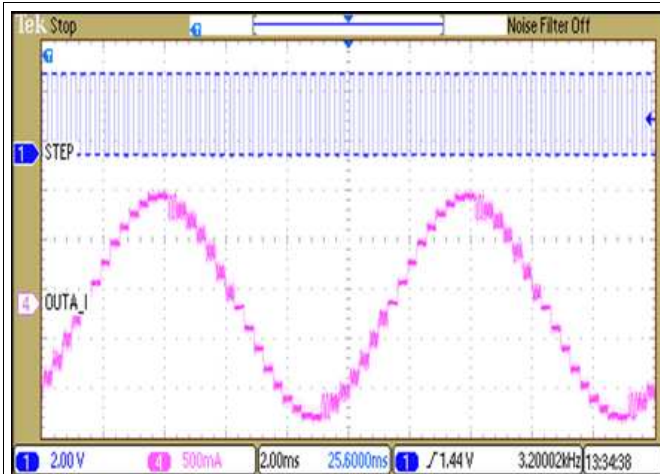 Tek Stop
Noise Filter Off
1 STEP
4 OUTA_I
1 2.00 V
4 500mA
2.00ms 25.6000ms
1 1.44 V
3.20002kHz
13:34:38